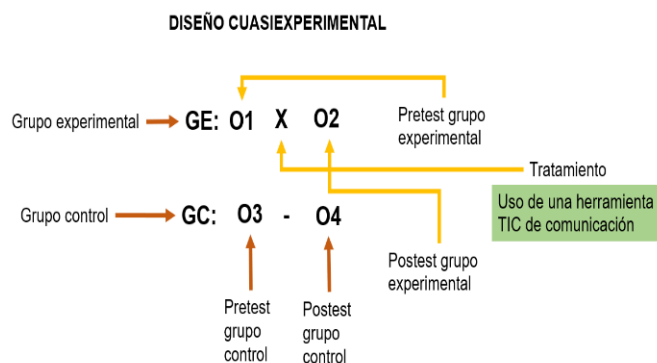 DISEÑO CUASIEXPERIMENTAL
Grupo experimental
GE: O1 X O2
Pretest grupo
experimental
Tratamiento
Uso de una herramienta
TIC de comunicación
Grupo control
GC: O3 - O4
Postest grupo
experimental
Pretest
grupo
control
Postest
grupo
control